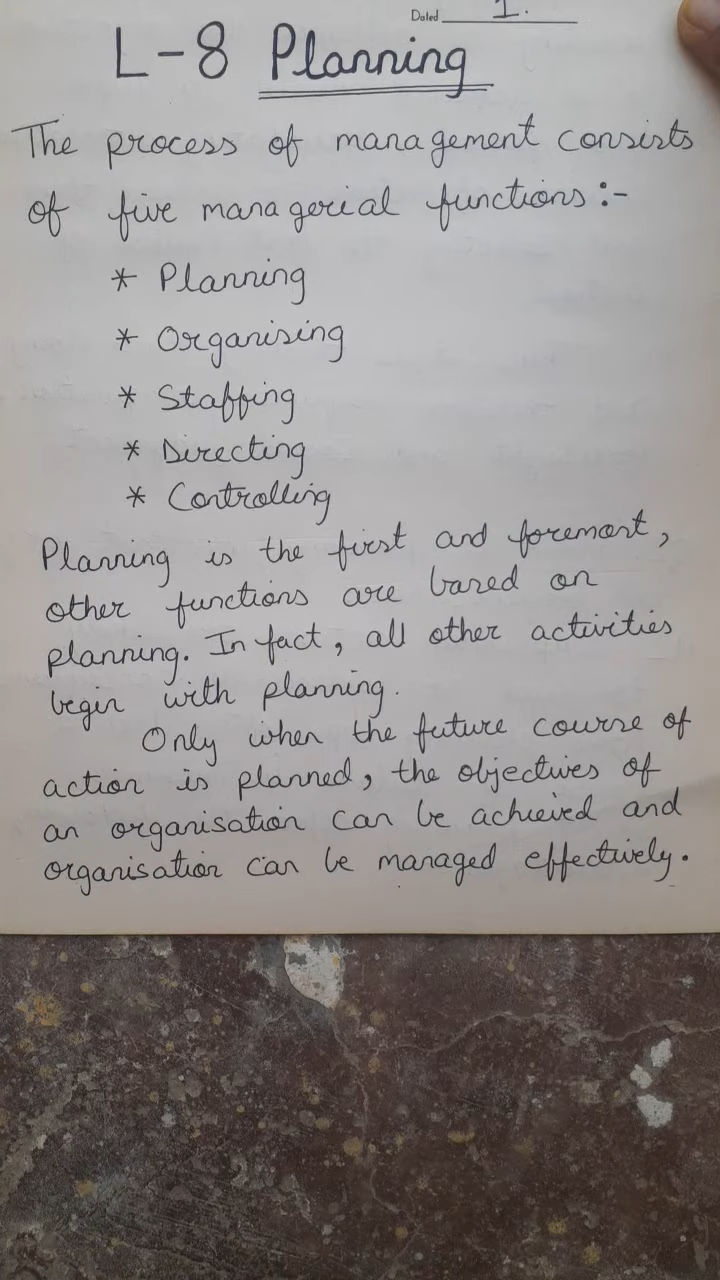 Dated 1.
L-8 Planning
The process of management consists
of five managerial functions:-
* Planning
* Organising
* Staffing
* Directing
* Controlling
Planning is the first and foremost,
other functions are based on
planning. In fact, all other activities
begin with planning.
Only when the future course of
action is planned, the objectives of
an organisation can be achieved and
organisation can be managed effectively.